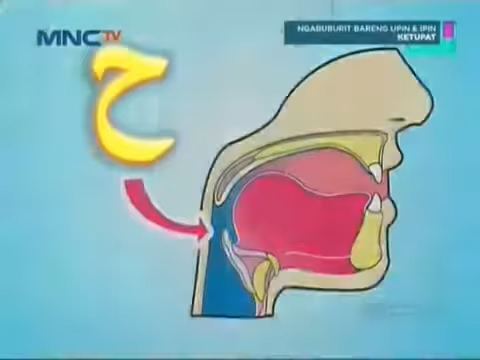 MNCTV
NGABUBURIT BARENG UPIN & IPIN
KETUPAT
ح